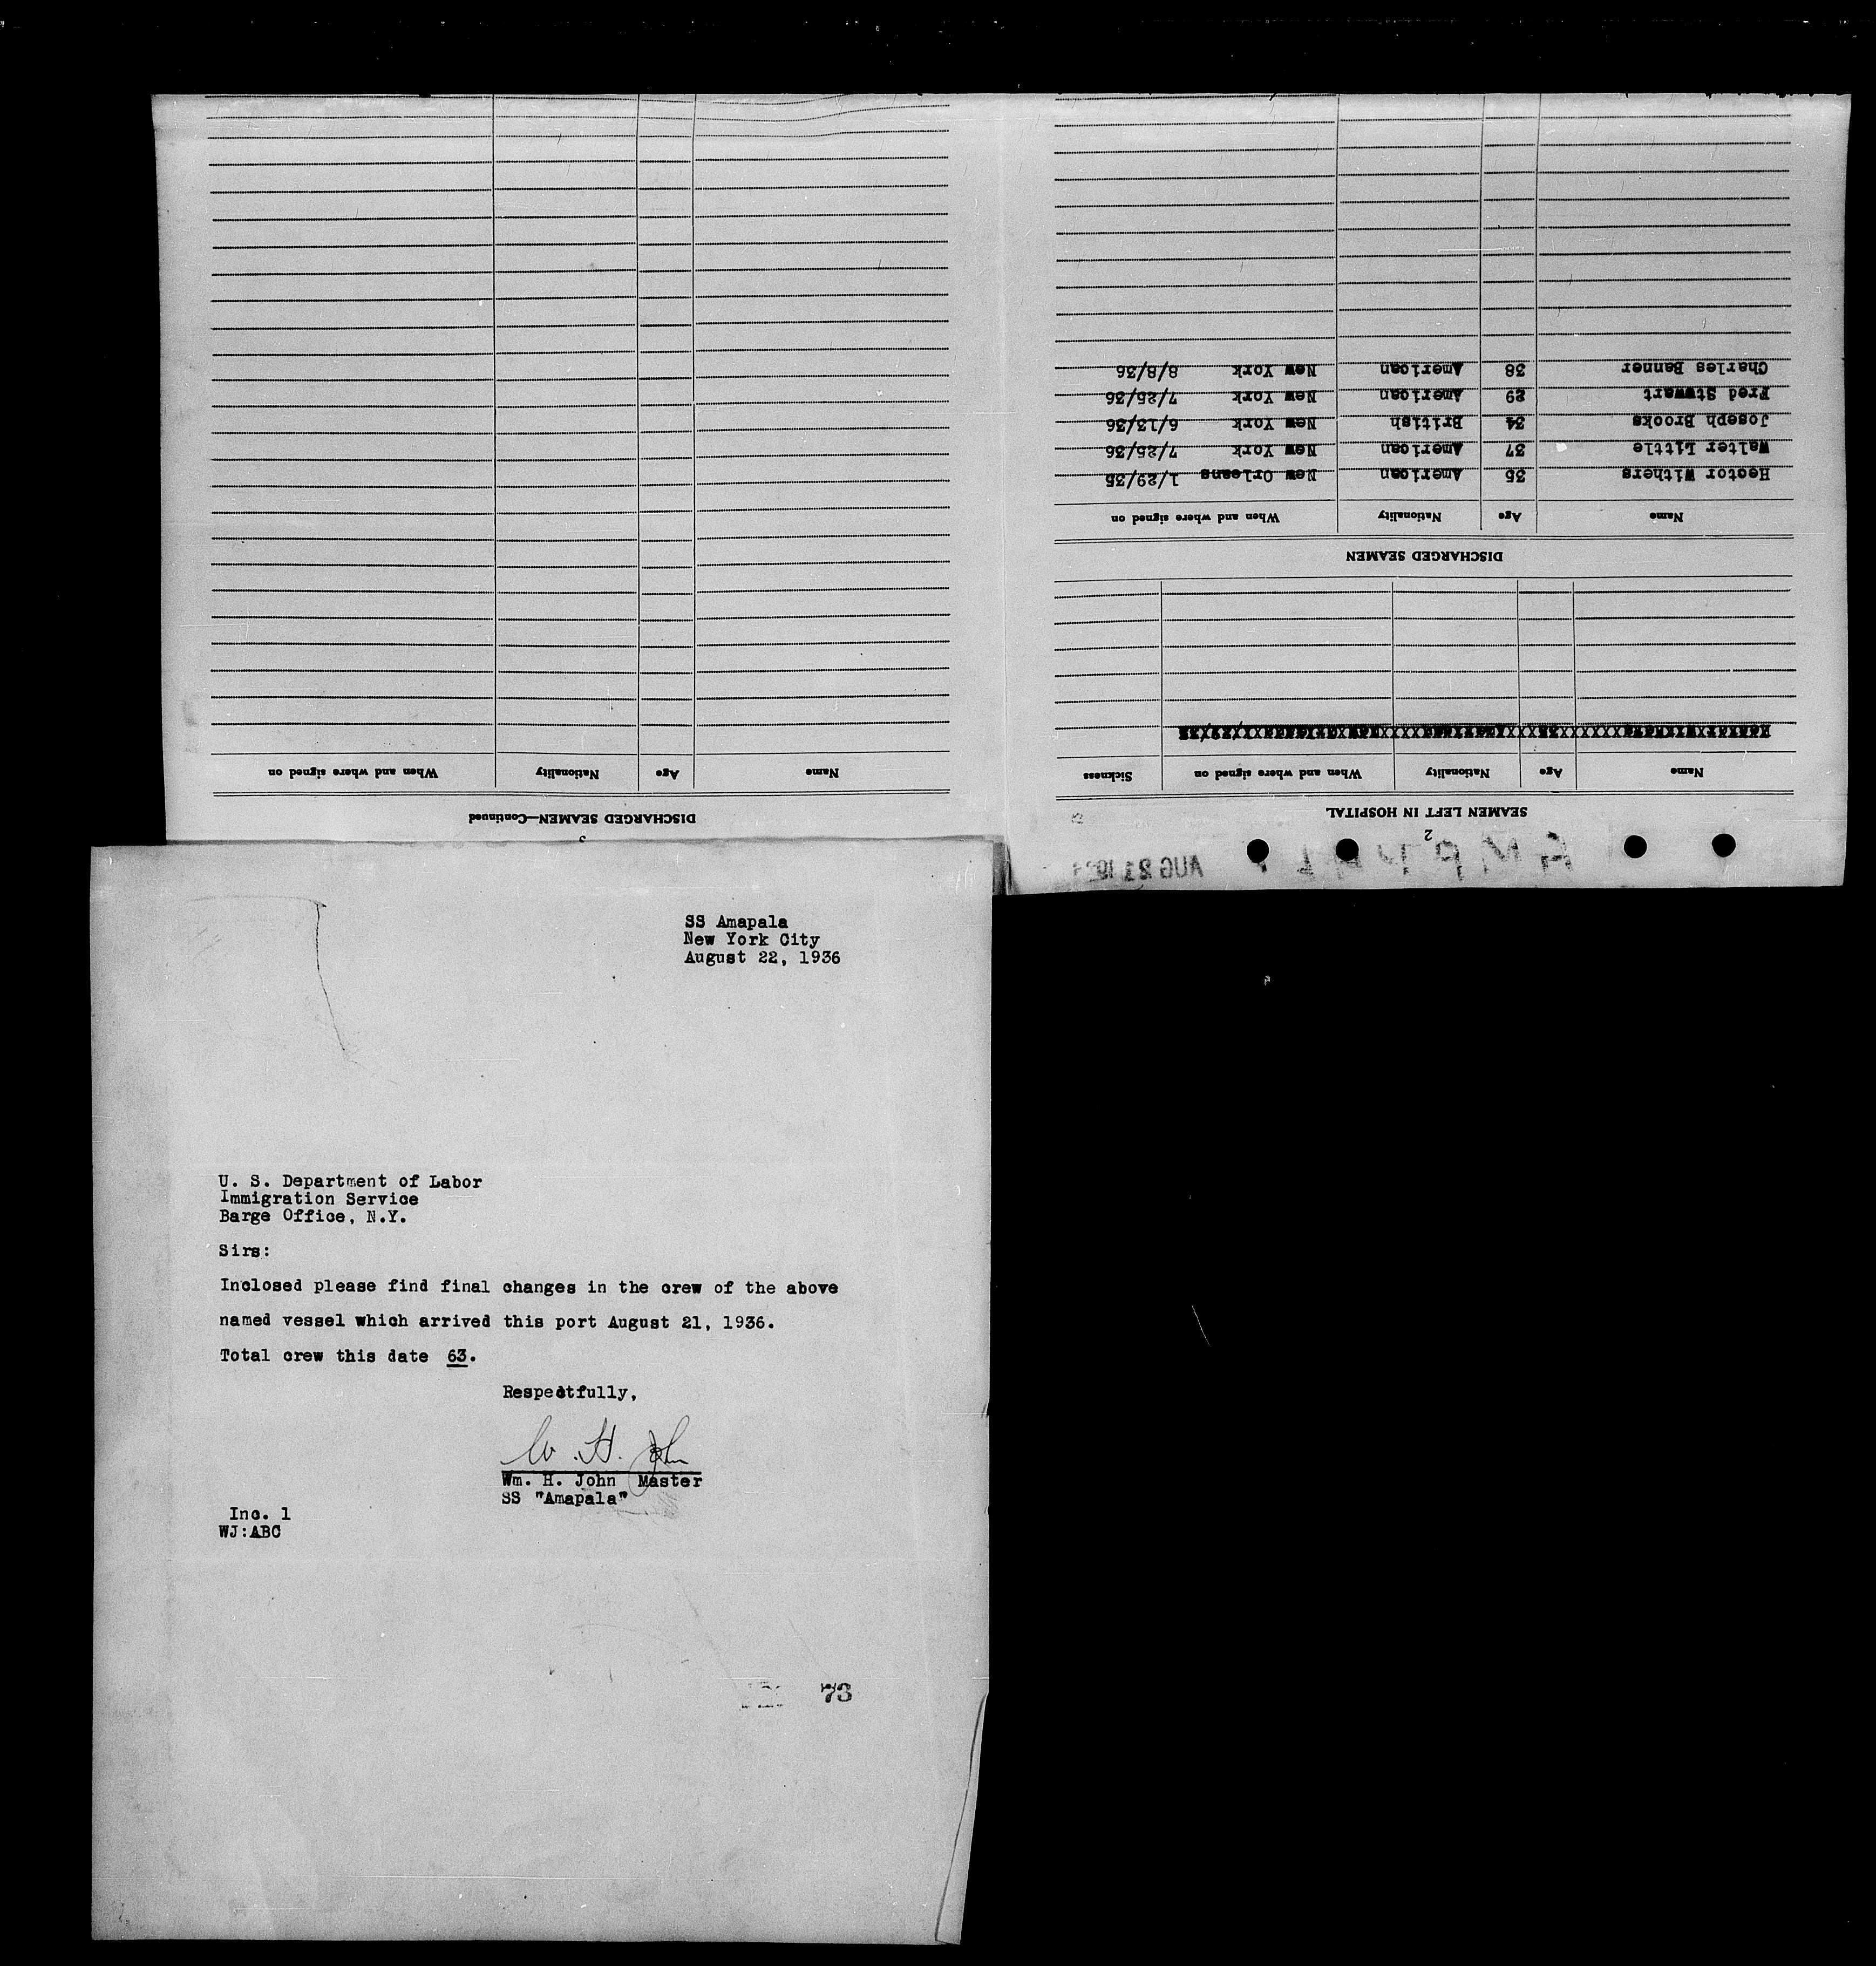 2
SEAMEN LEFT IN HOSPITAL
Name Age Nationality When and where signed on Sickness
DISCHARGED SEAMEN
Name Age Nationality When and where signed on
Hector Withers 35 American New Orleans 1/29/35
Walter Little 37 American New York 7/25/36
Joseph Brooks 34 British New York 6/13/36
Fred Stewart 29 American New York 7/25/36
Charles Banner 38 American New York 8/8/36
3
DISCHARGED SEAMEN—Continued
Name Age Nationality When and where signed on
SS Amapala
New York City
August 22, 1936
U. S. Department of Labor
Immigration Service
Barge Office, N.Y.
Sirs:
Inclosed please find final changes in the crew of the above
named vessel which arrived this port August 21, 1936.
Total crew this date 63.
Respectfully,
W. H. John
Wm. H. John Master
SS "Amapala"
Inc. 1
WJ:ABC
73